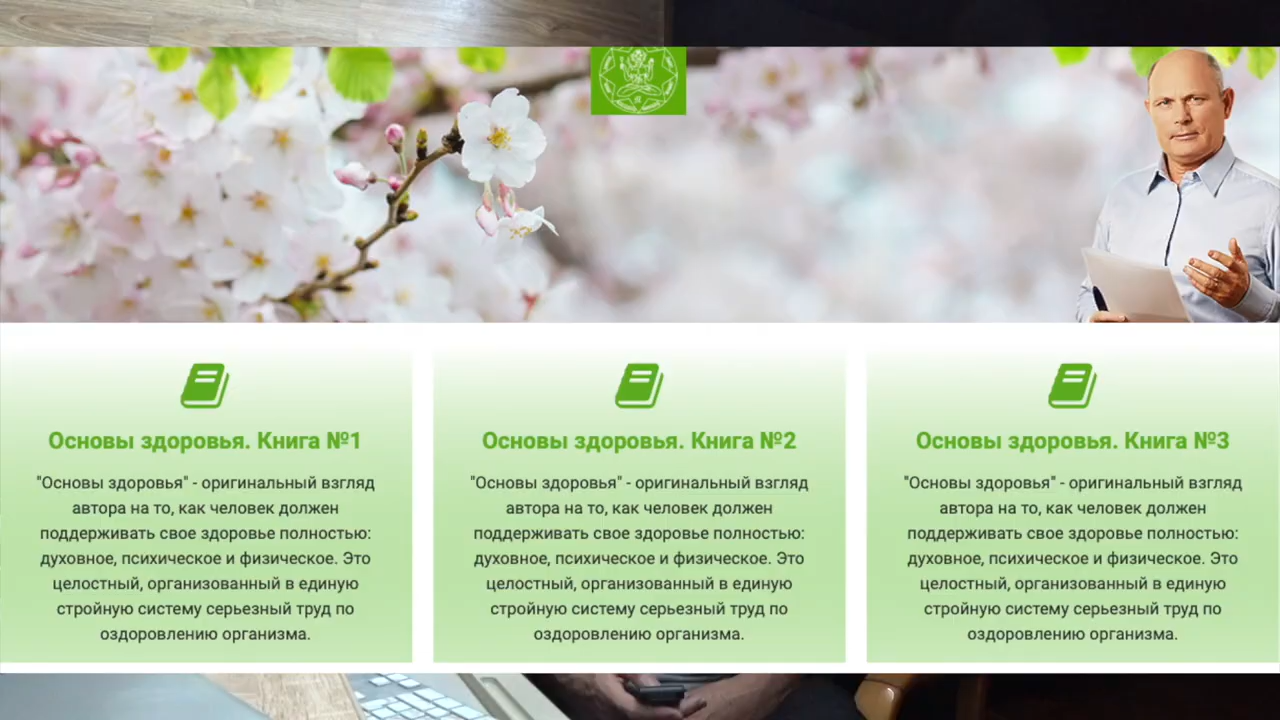 Основы здоровья. Книга №1
"Основы здоровья" - оригинальный взгляд
автора на то, как человек должен
поддерживать свое здоровье полностью:
духовное, психическое и физическое. Это
целостный, организованный в единую
стройную систему серьезный труд по
оздоровлению организма.
Основы здоровья. Книга №2
"Основы здоровья" - оригинальный взгляд
автора на то, как человек должен
поддерживать свое здоровье полностью:
духовное, психическое и физическое. Это
целостный, организованный в единую
стройную систему серьезный труд по
оздоровлению организма.
Основы здоровья. Книга №3
"Основы здоровья" - оригинальный взгляд
автора на то, как человек должен
поддерживать свое здоровье полностью:
духовное, психическое и физическое. Это
целостный, организованный в единую
стройную систему серьезный труд по
оздоровлению организма.